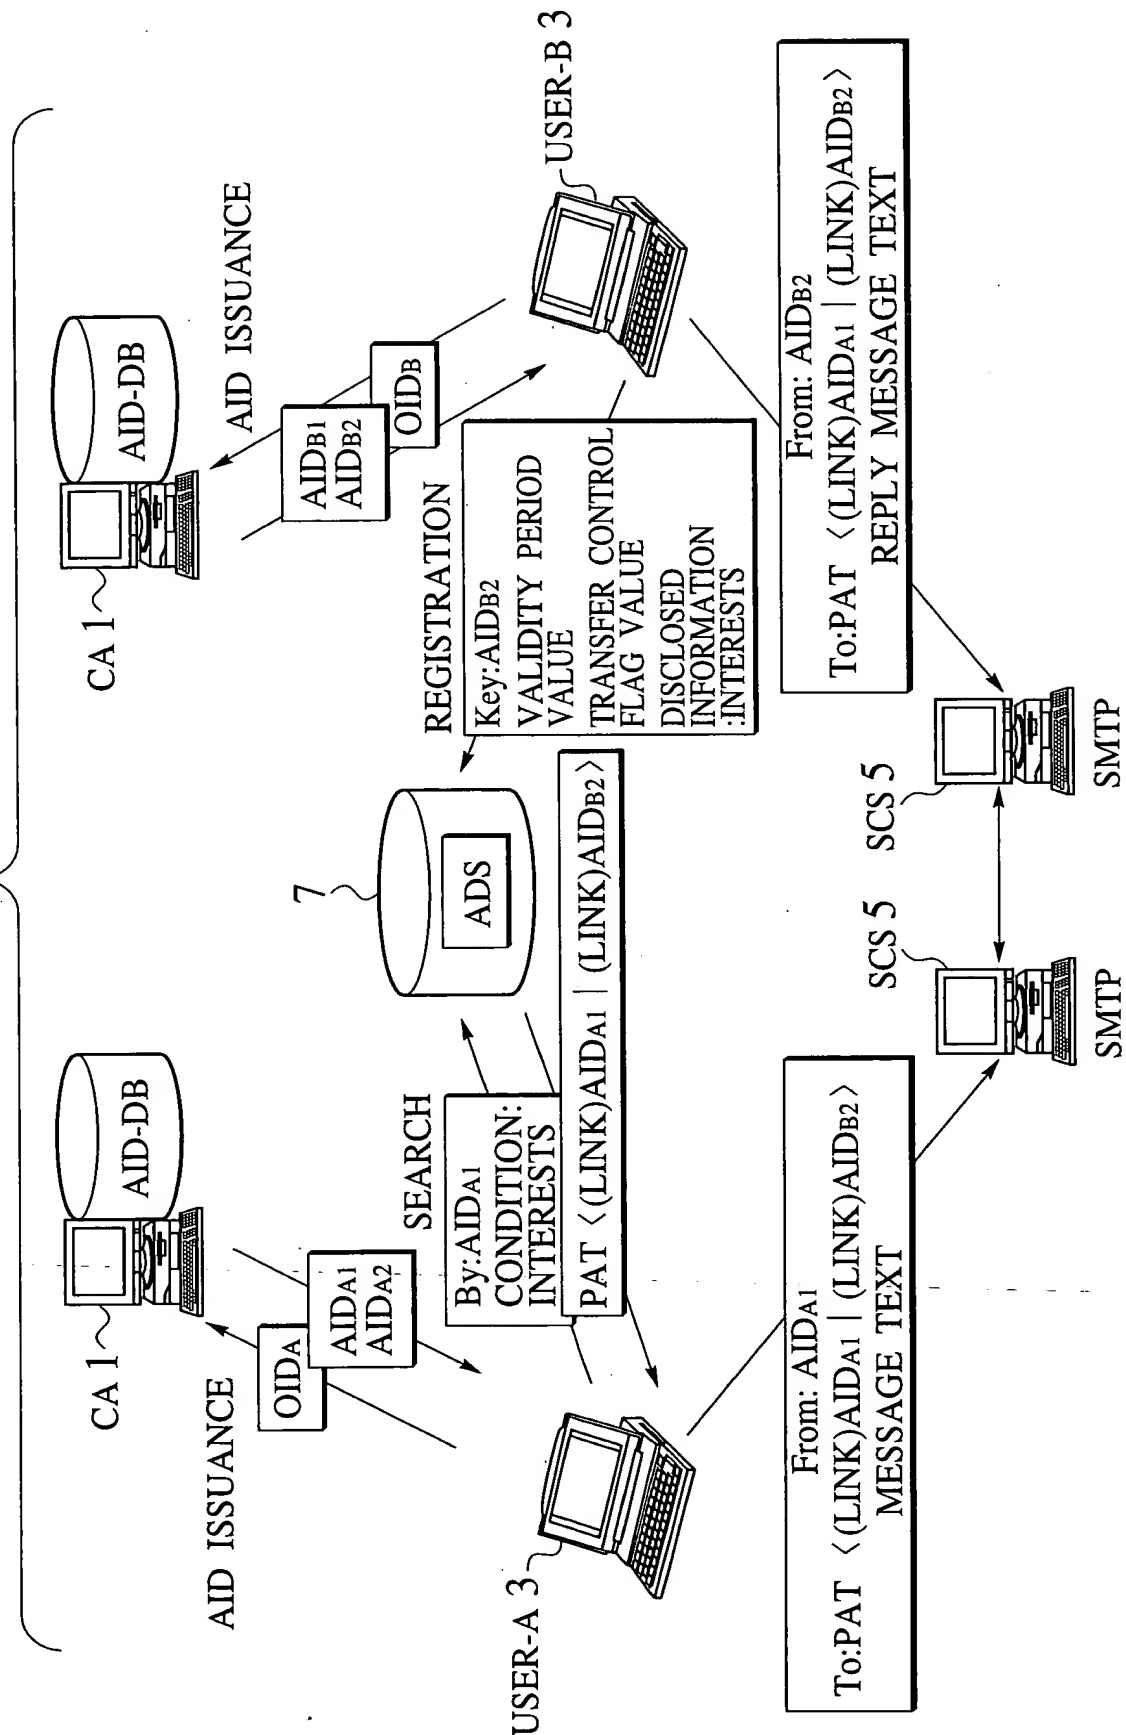 CA 1
AID-DB
AID ISSUANCE
OIDA
AIDA1
AIDA2
USER-A 3
SEARCH
By:AIDA1
CONDITION:
INTERESTS
PAT <(LINK)AIDA1 | (LINK)AIDB2>
7
ADS
CA 1
AID-DB
AID ISSUANCE
AIDB1
AIDB2
OIDB
USER-B 3
REGISTRATION
Key:AIDB2
VALIDITY PERIOD
VALUE
TRANSFER CONTROL
FLAG VALUE
DISCLOSED
INFORMATION
:INTERESTS
From: AIDA1
To:PAT <(LINK)AIDA1 | (LINK)AIDB2>
MESSAGE TEXT
SCS 5
SMTP
SCS 5
SMTP
From: AIDB2
To:PAT <(LINK)AIDA1 | (LINK)AIDB2>
REPLY MESSAGE TEXT